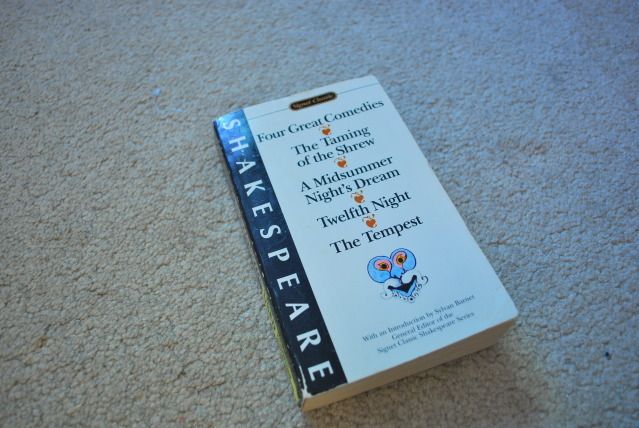 Signet Classic
SHAKESPEARE
Four Great Comedies
The Taming
of the Shrew
A Midsummer
Night's Dream
Twelfth Night
The Tempest
With an Introduction by Sylvan Barnet
General Editor of the
Signet Classic Shakespeare Series